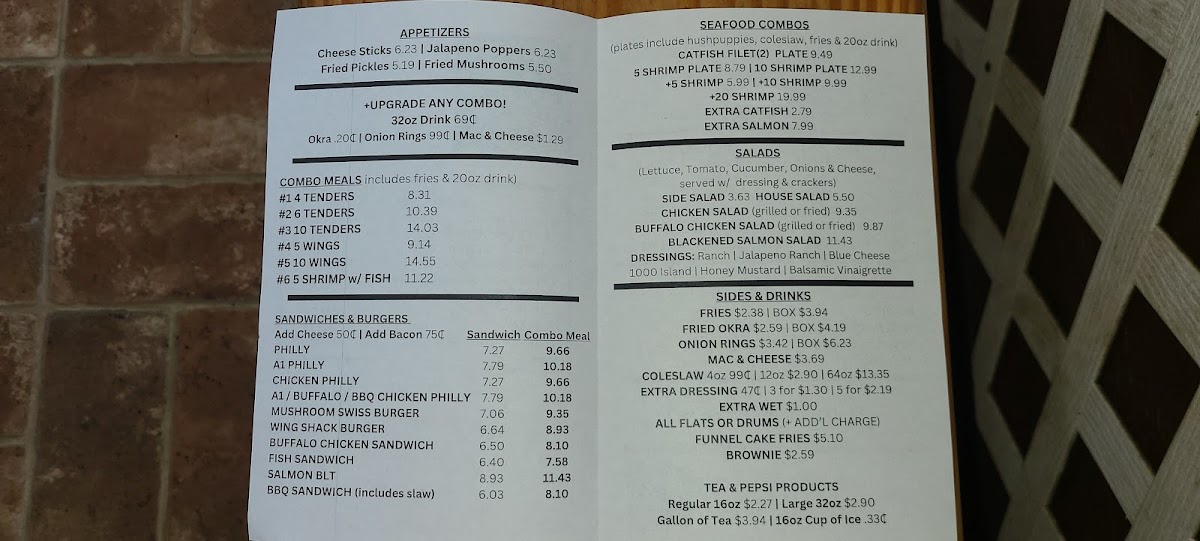 APPETIZERS
Cheese Sticks 6.23 | Jalapeno Poppers 6.23
Fried Pickles 5.19 | Fried Mushrooms 5.50
+UPGRADE ANY COMBO!
32oz Drink 69₵
Okra .20₵ | Onion Rings 99₵ | Mac & Cheese $1.29
COMBO MEALS includes fries & 20oz drink)
#1 4 TENDERS 8.31
#2 6 TENDERS 10.39
#3 10 TENDERS 14.03
#4 5 WINGS 9.14
#5 10 WINGS 14.55
#6 5 SHRIMP w/ FISH 11.22
SANDWICHES & BURGERS
Add Cheese 50₵ | Add Bacon 75₵ Sandwich Combo Meal
PHILLY 7.27 9.66
A1 PHILLY 7.79 10.18
CHICKEN PHILLY 7.27 9.66
A1 / BUFFALO / BBQ CHICKEN PHILLY 7.79 10.18
MUSHROOM SWISS BURGER 7.06 9.35
WING SHACK BURGER 6.64 8.93
BUFFALO CHICKEN SANDWICH 6.50 8.10
FISH SANDWICH 6.40 7.58
SALMON BLT 8.93 11.43
BBQ SANDWICH (includes slaw) 6.03 8.10
SEAFOOD COMBOS
(plates include hushpuppies, coleslaw, fries & 20oz drink)
CATFISH FILET(2) PLATE 9.49
5 SHRIMP PLATE 8.79 | 10 SHRIMP PLATE 12.99
+5 SHRIMP 5.99 | +10 SHRIMP 9.99
+20 SHRIMP 19.99
EXTRA CATFISH 2.79
EXTRA SALMON 7.99
SALADS
(Lettuce, Tomato, Cucumber, Onions & Cheese,
served w/ dressing & crackers)
SIDE SALAD 3.63 HOUSE SALAD 5.50
CHICKEN SALAD (grilled or fried) 9.35
BUFFALO CHICKEN SALAD (grilled or fried) 9.87
BLACKENED SALMON SALAD 11.43
DRESSINGS: Ranch | Jalapeno Ranch | Blue Cheese
1000 Island | Honey Mustard | Balsamic Vinaigrette
SIDES & DRINKS
FRIES $2.38 | BOX $3.94
FRIED OKRA $2.59 | BOX $4.19
ONION RINGS $3.42 | BOX $6.23
MAC & CHEESE $3.69
COLESLAW 4oz 99₵ | 12oz $2.90 | 64oz $13.35
EXTRA DRESSING 47₵ | 3 for $1.30 | 5 for $2.19
EXTRA WET $1.00
ALL FLATS OR DRUMS (+ ADD'L CHARGE)
FUNNEL CAKE FRIES $5.10
BROWNIE $2.59
TEA & PEPSI PRODUCTS
Regular 16oz $2.27 | Large 32oz $2.90
Gallon of Tea $3.94 | 16oz Cup of Ice .33₵